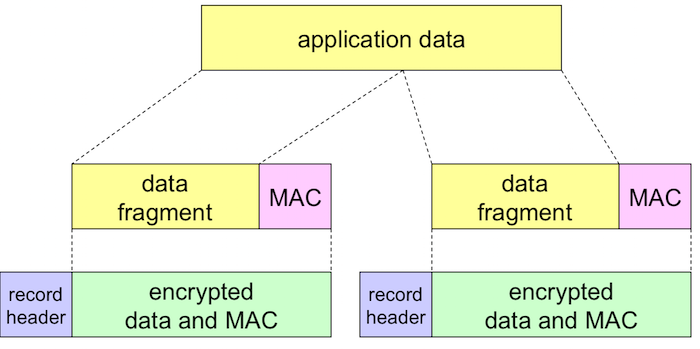 application data
data
fragment
MAC
data
fragment
MAC
record
header
encrypted
data and MAC
record
header
encrypted
data and MAC